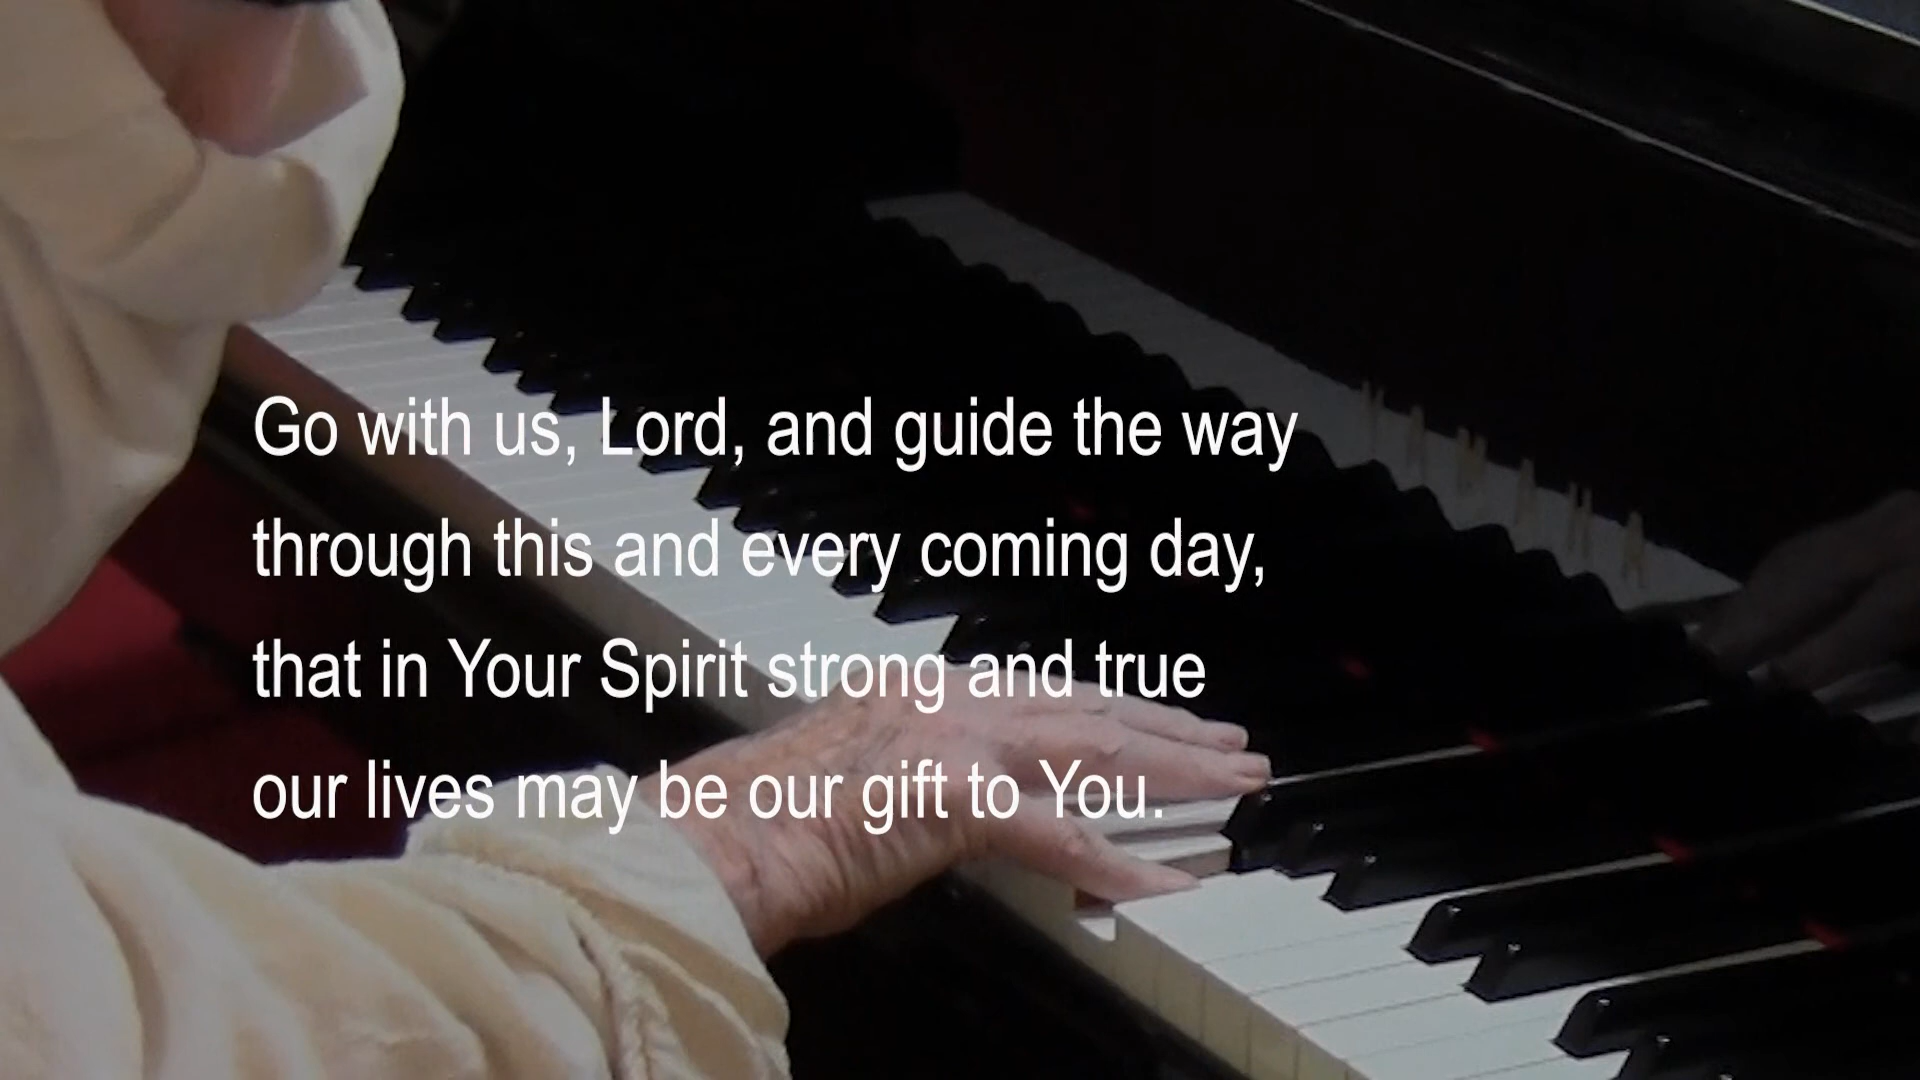 Go with us, Lord, and guide the way
through this and every coming day,
that in Your Spirit strong and true
our lives may be our gift to You.